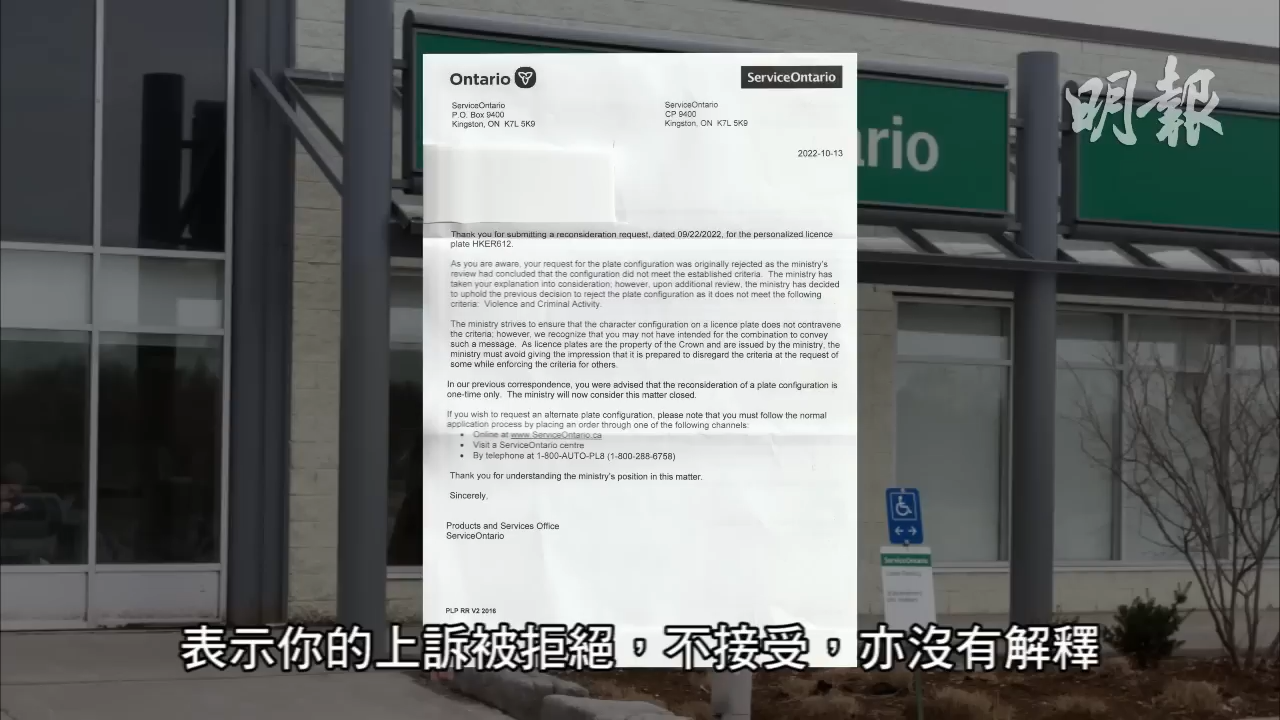 Ontario
ServiceOntario
ServiceOntario
P.O. Box 9400
Kingston, ON K7L 5K9
ServiceOntario
CP 9400
Kingston, ON K7L 5K9
2022-10-13
Thank you for submitting a reconsideration request, dated 09/22/2022, for the personalized licence
plate HKER612.
As you are aware, your request for the plate configuration was originally rejected as the ministry's
review had concluded that the configuration did not meet the established criteria. The ministry has
taken your explanation into consideration; however, upon additional review, the ministry has decided
to uphold the previous decision to reject the plate configuration as it does not meet the following
criteria: Violence and Criminal Activity.
The ministry strives to ensure that the character configuration on a licence plate does not contravene
the criteria; however, we recognize that you may not have intended for the combination to convey
such a message. As licence plates are the property of the Crown and are issued by the ministry, the
ministry must avoid giving the impression that it is prepared to disregard the criteria at the request of
some while enforcing the criteria for others.
In our previous correspondence, you were advised that the reconsideration of a plate configuration is
one-time only. The ministry will now consider this matter closed.
If you wish to request an alternate plate configuration, please note that you must follow the normal
application process by placing an order through one of the following channels:
• Online at www.ServiceOntario.ca
• Visit a ServiceOntario centre
• By telephone at 1-800-AUTO-PL8 (1-800-288-6758)
Thank you for understanding the ministry's position in this matter.
Sincerely,
Products and Services Office
ServiceOntario
PLP RR V2 2016
明報
ario
ServiceOntario
表示你的上訴被拒絕，不接受，亦沒有解釋